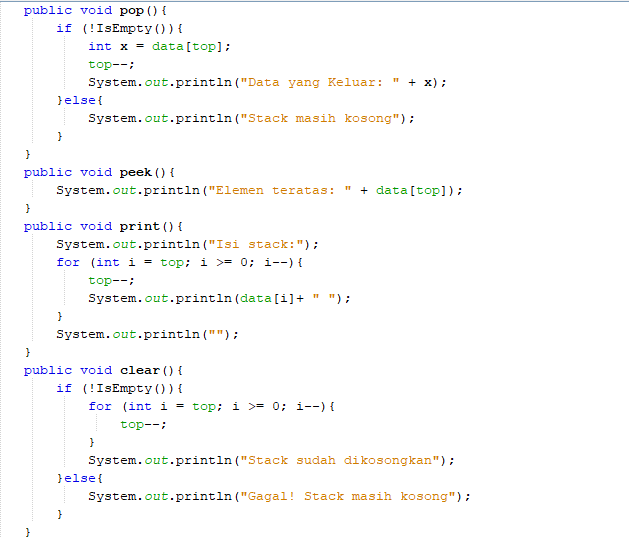 public void pop(){
if (!IsEmpty()){
int x = data[top];
top--;
System.out.println("Data yang Keluar: " + x);
}else{
System.out.println("Stack masih kosong");
}
}
public void peek(){
System.out.println("Elemen teratas: " + data[top]);
}
public void print(){
System.out.println("Isi stack:");
for (int i = top; i >= 0; i--){
top--;
System.out.println(data[i]+ " ");
}
System.out.println("");
}
public void clear(){
if (!IsEmpty()){
for (int i = top; i >= 0; i--){
top--;
}
System.out.println("Stack sudah dikosongkan");
}else{
System.out.println("Gagal! Stack masih kosong");
}
}